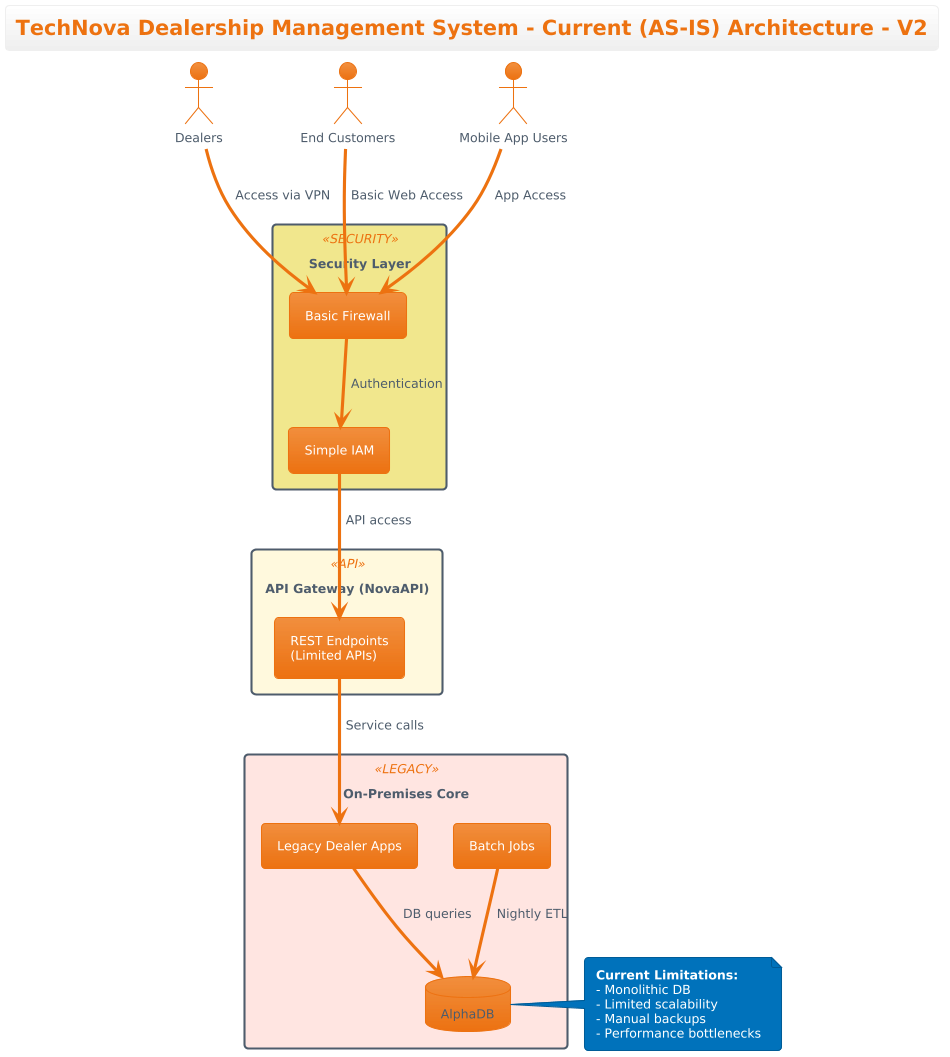 TechNova Dealership Management System - Current (AS-IS) Architecture - V2
Dealers
End Customers
Mobile App Users
Access via VPN
Basic Web Access
App Access
«SECURITY»
Security Layer
Basic Firewall
Authentication
Simple IAM
API access
«API»
API Gateway (NovaAPI)
REST Endpoints
(Limited APIs)
Service calls
«LEGACY»
On-Premises Core
Legacy Dealer Apps
Batch Jobs
DB queries
Nightly ETL
AlphaDB
Current Limitations:
- Monolithic DB
- Limited scalability
- Manual backups
- Performance bottlenecks